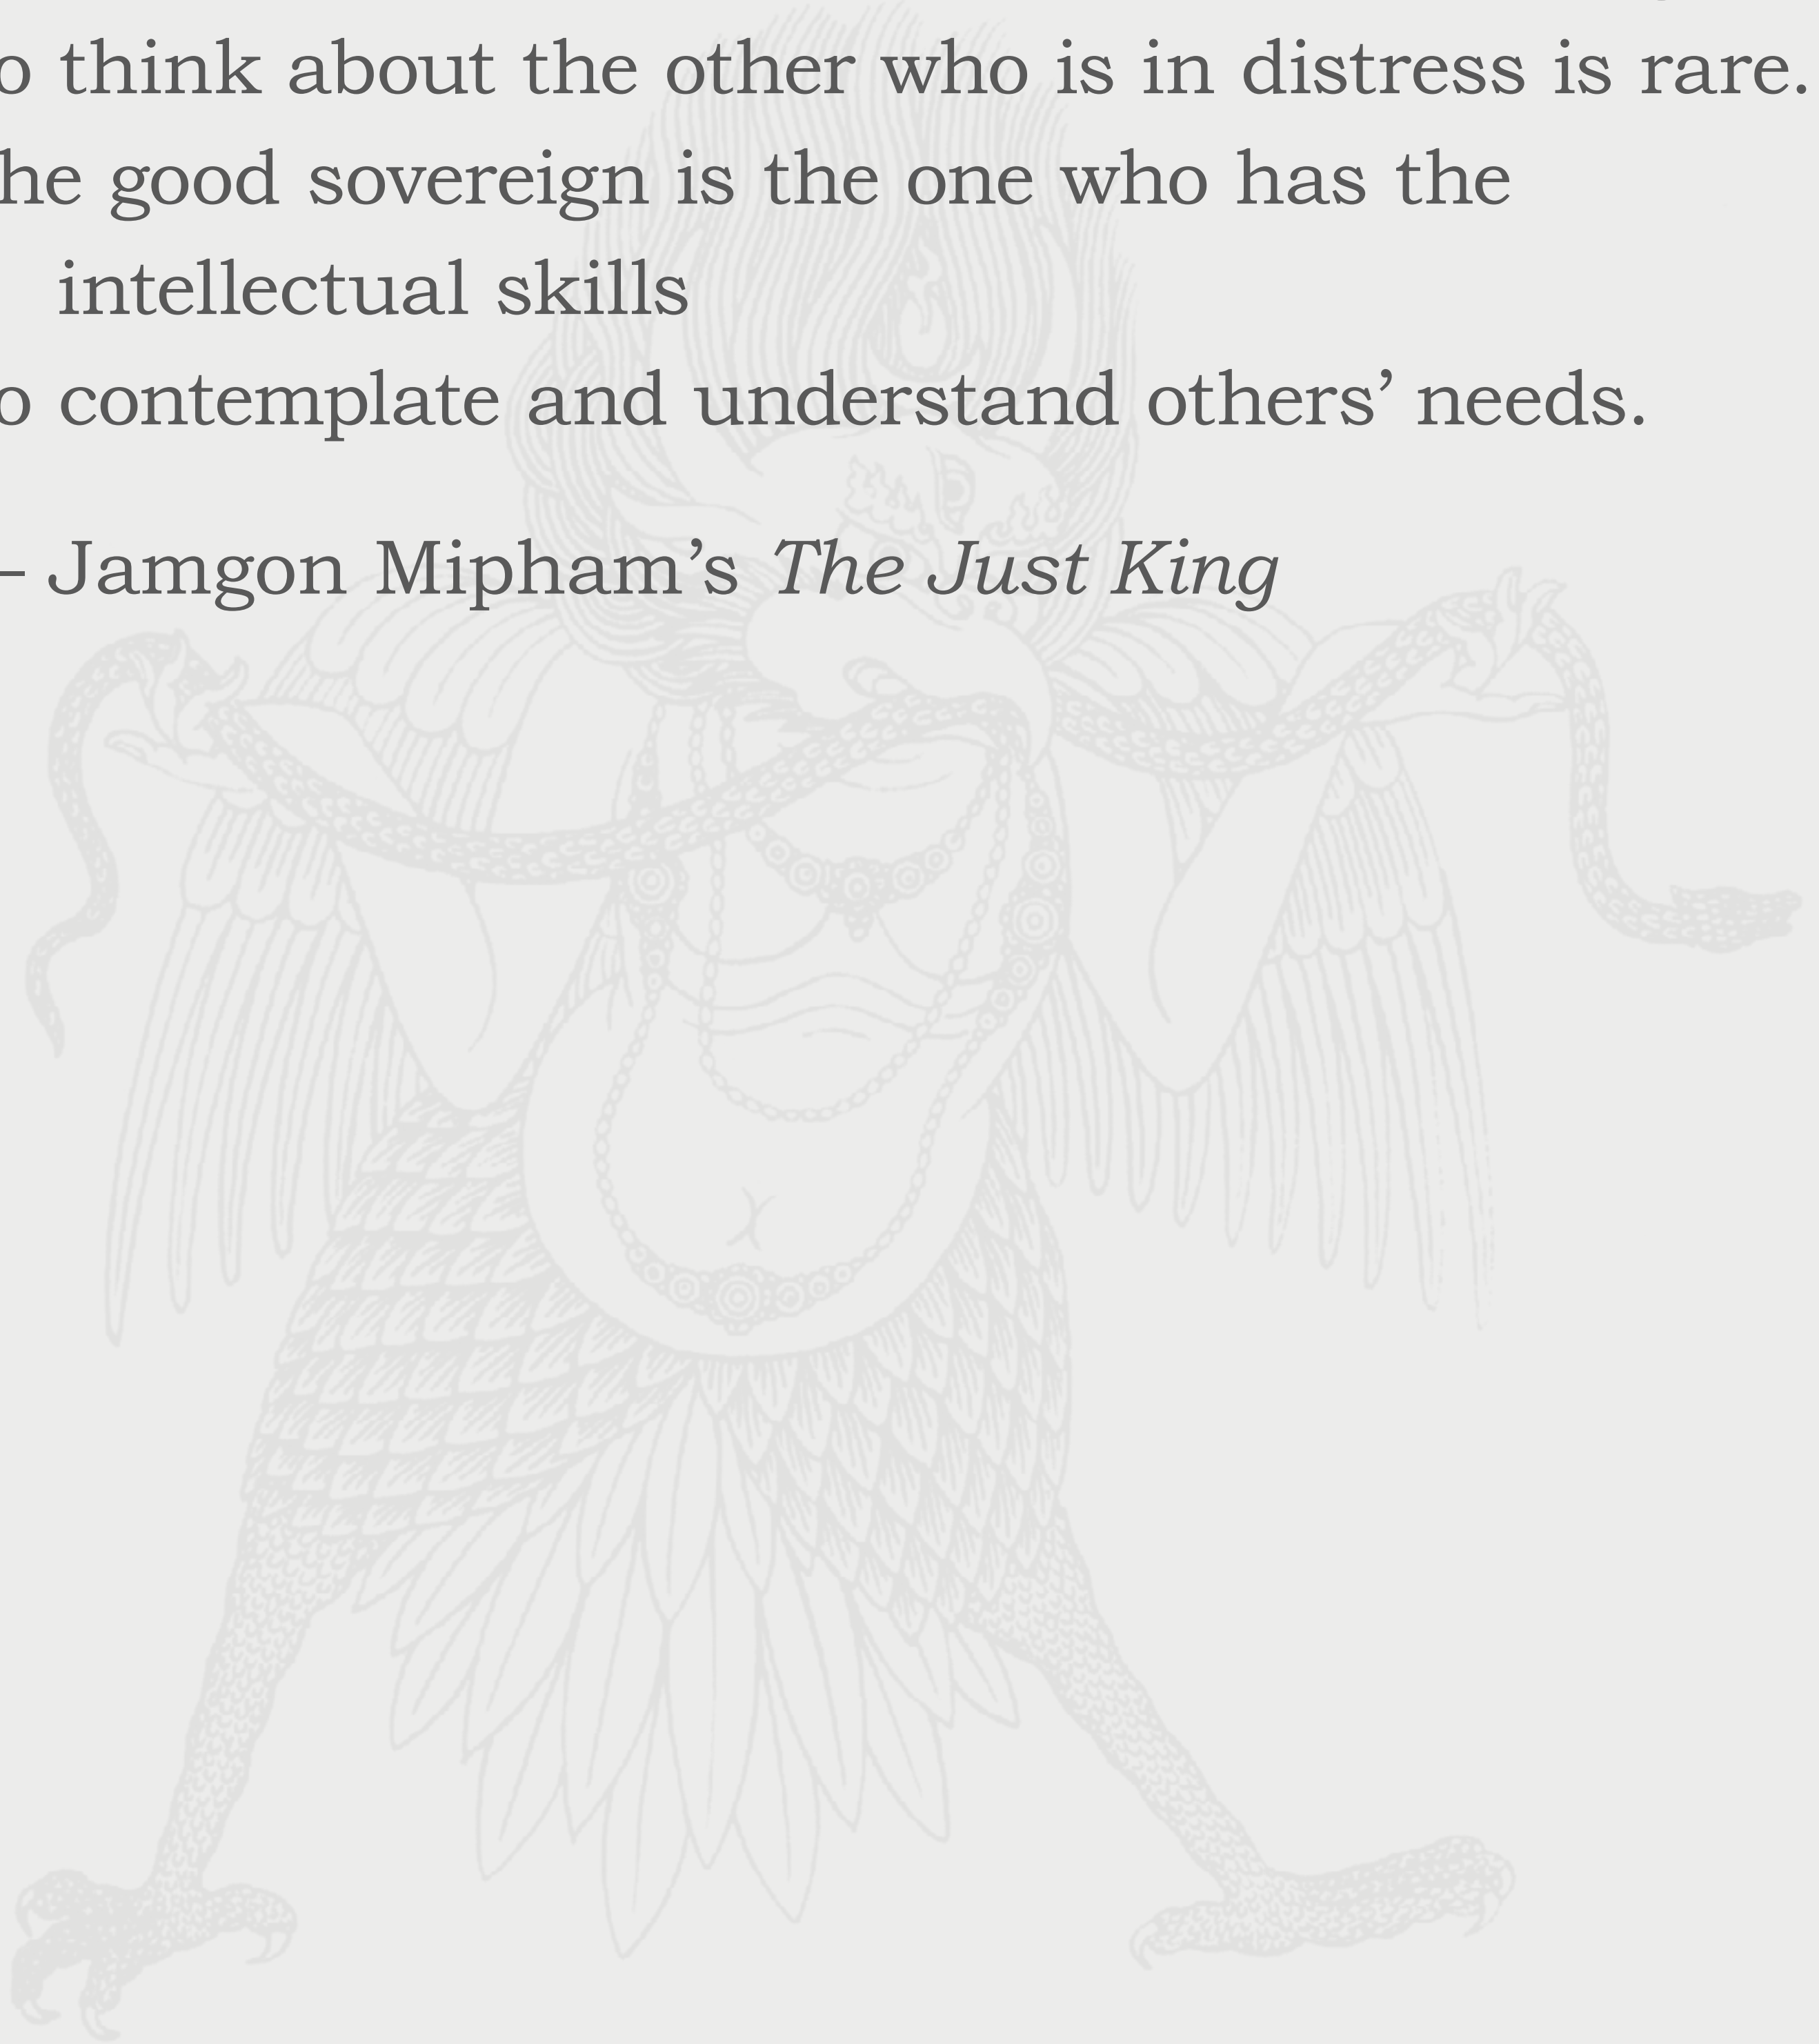 o think about the other who is in distress is rare.
he good sovereign is the one who has the
intellectual skills
o contemplate and understand others’ needs.
– Jamgon Mipham’s The Just King